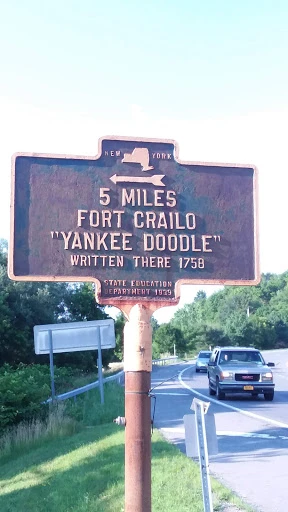 NEW YORK
5 MILES
FORT CRAILO
"YANKEE DOODLE"
WRITTEN THERE 1758
STATE EDUCATION
DEPARTMENT 1939